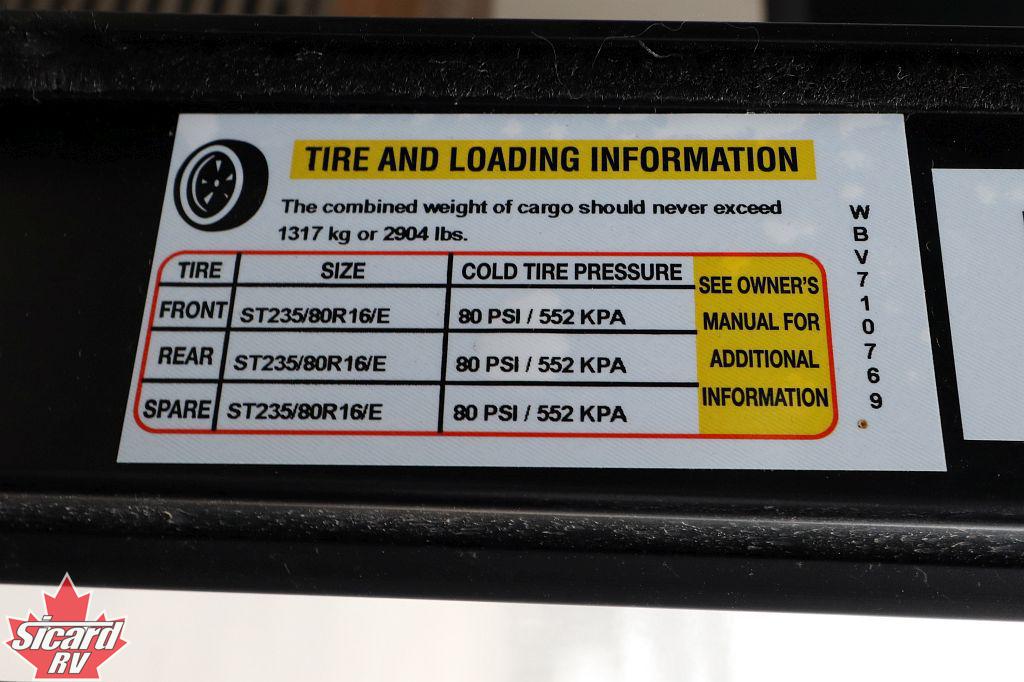 TIRE AND LOADING INFORMATION
The combined weight of cargo should never exceed
1317 kg or 2904 lbs.
TIRE SIZE COLD TIRE PRESSURE
FRONT ST235/80R16/E 80 PSI / 552 KPA
REAR ST235/80R16/E 80 PSI / 552 KPA
SPARE ST235/80R16/E 80 PSI / 552 KPA
SEE OWNER'S
MANUAL FOR
ADDITIONAL
INFORMATION
WBV710769
Sicard
RV